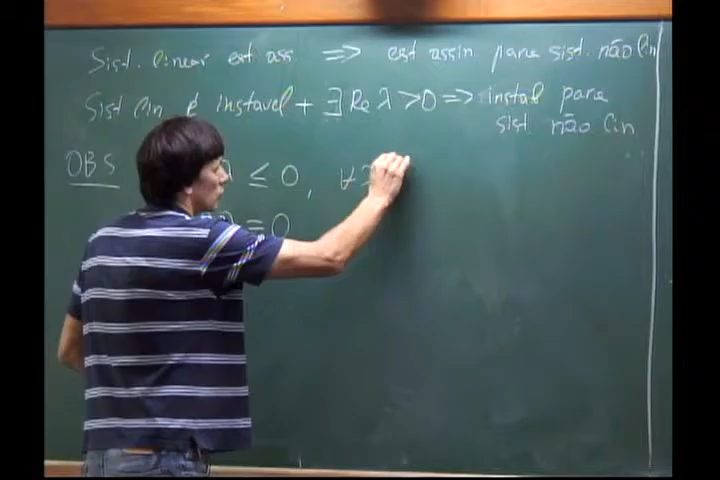 Sist. linear est ass. ⟹ est assin para sist. não lin
Sist lin é instavel + ∃ Re λ > 0 ⟹ instab para
sist não lin
OBS ≤ 0, ∀
= 0